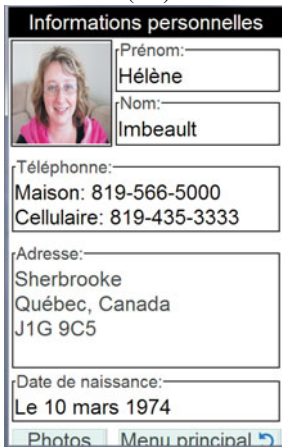 Informations personnelles
Prénom:
Hélène
Nom:
Imbeault
Téléphonne:
Maison: 819-566-5000
Cellulaire: 819-435-3333
Adresse:
Sherbrooke
Québec, Canada
J1G 9C5
Date de naissance:
Le 10 mars 1974
Photos Menu principal